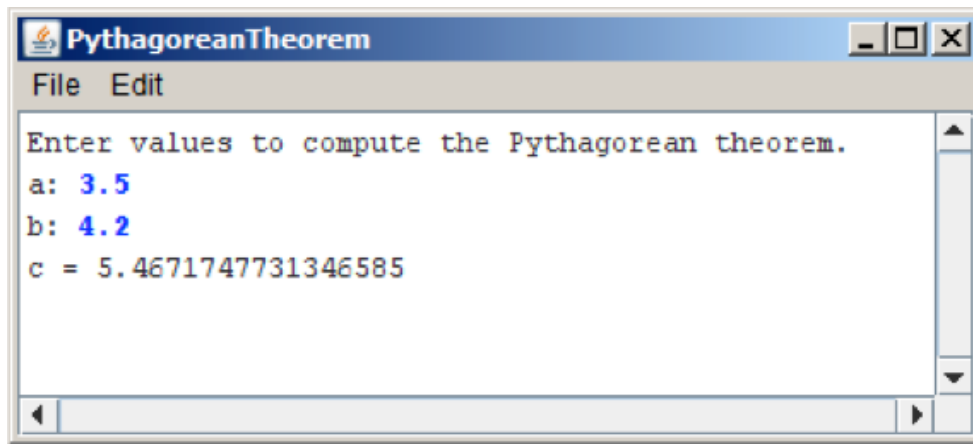 PythagoreanTheorem
File Edit
Enter values to compute the Pythagorean theorem.
a: 3.5
b: 4.2
c = 5.4671747731346585